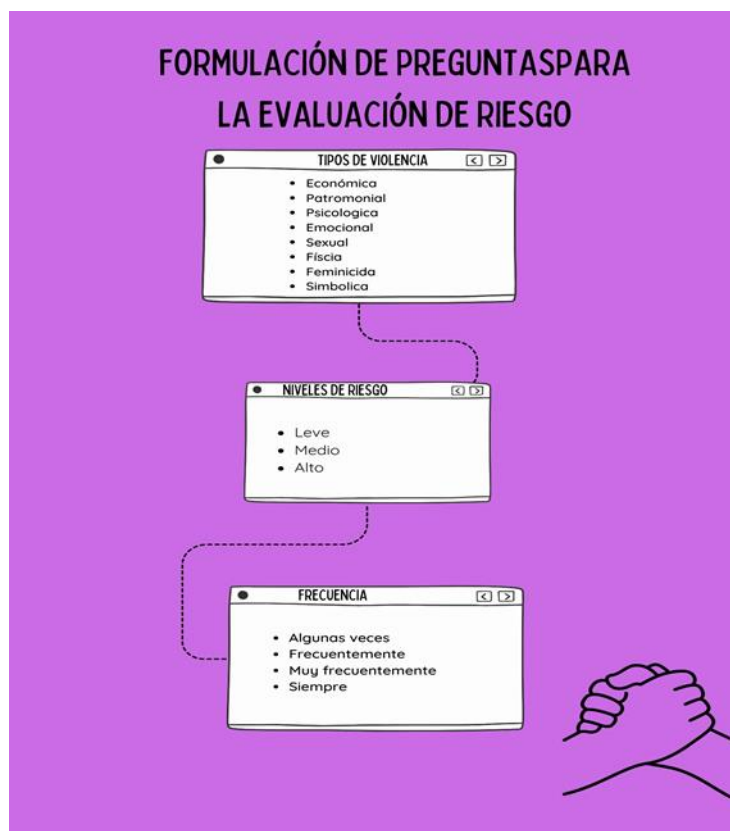 FORMULACIÓN DE PREGUNTASPARA
LA EVALUACIÓN DE RIESGO
TIPOS DE VIOLENCIA
Económica
Patromonial
Psicologica
Emocional
Sexual
Físcia
Feminicida
Simbolica
NIVELES DE RIESGO
Leve
Medio
Alto
FRECUENCIA
Algunas veces
Frecuentemente
Muy frecuentemente
Siempre